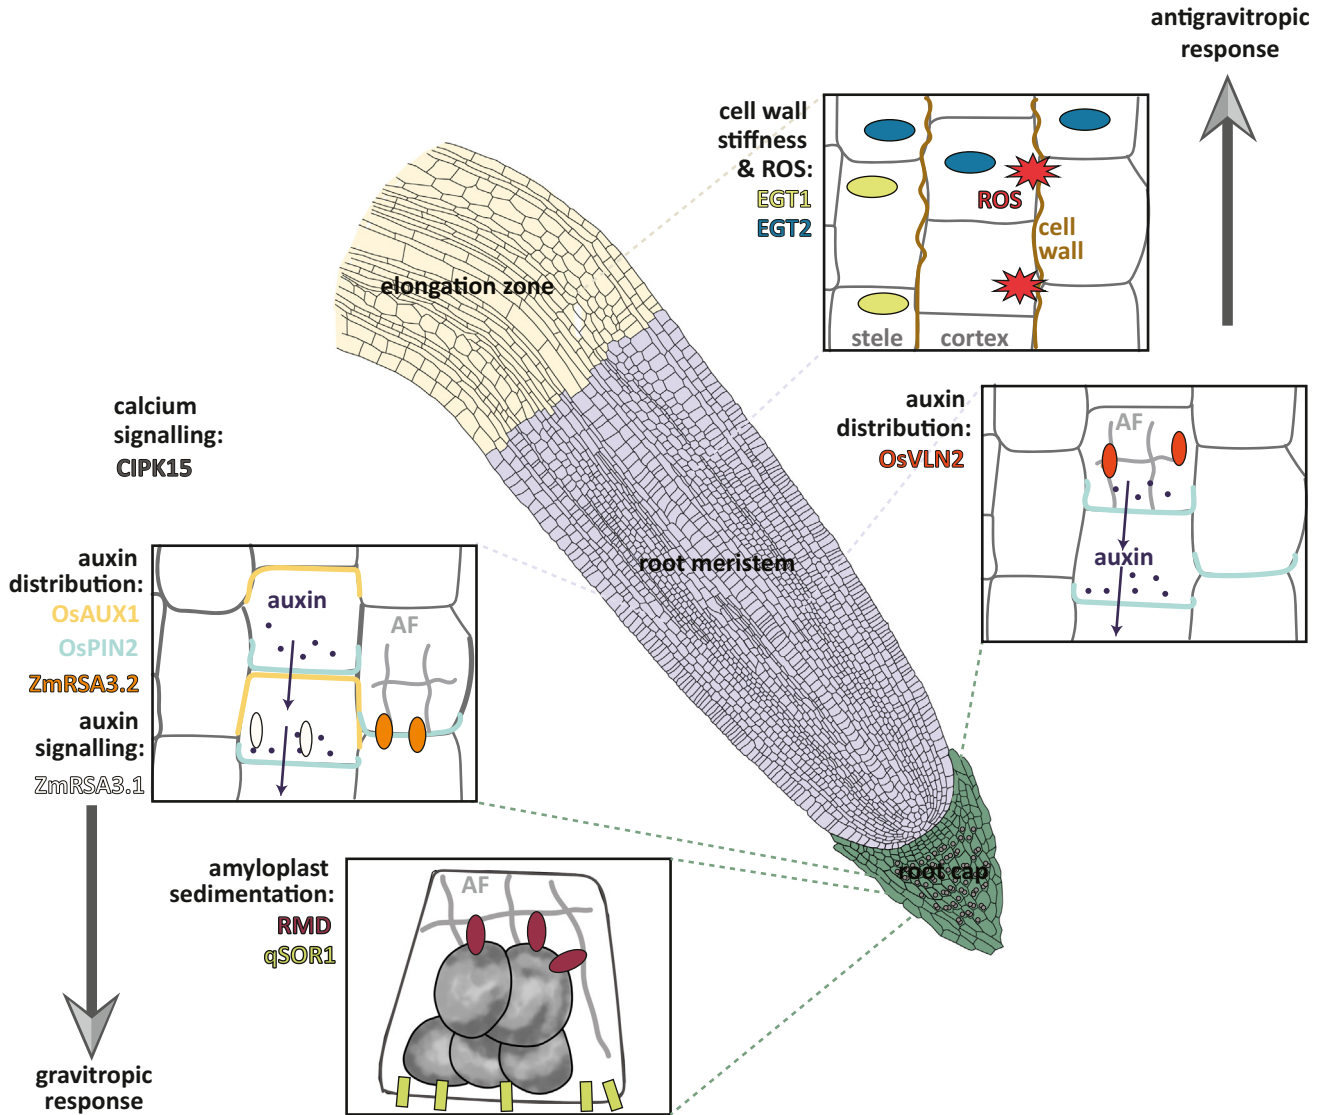 antigravitropic
response
cell wall
stiffness
& ROS:
EGT1
EGT2
ROS
cell
wall
stele
cortex
elongation zone
calcium
signalling:
CIPK15
auxin
distribution:
OsVLN2
AF
auxin
root meristem
auxin
distribution:
OsAUX1
OsPIN2
ZmRSA3.2
auxin
signalling:
ZmRSA3.1
auxin
AF
root cap
amyloplast
sedimentation:
RMD
qSOR1
AF
gravitropic
response